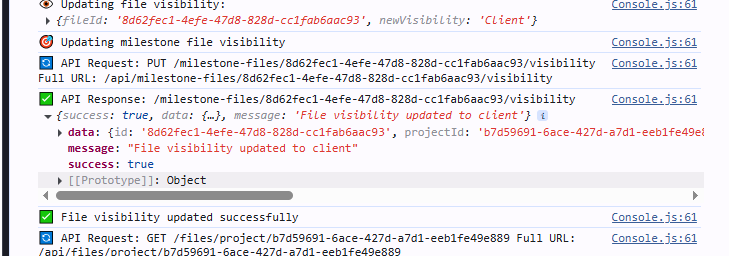 Updating file visibility: Console.js:61
{fileId: '8d62fec1-4efe-47d8-828d-cc1fab6aac93', newVisibility: 'Client'}
Updating milestone file visibility Console.js:61
API Request: PUT /milestone-files/8d62fec1-4efe-47d8-828d-cc1fab6aac93/visibility Console.js:61
Full URL: /api/milestone-files/8d62fec1-4efe-47d8-828d-cc1fab6aac93/visibility
API Response: /milestone-files/8d62fec1-4efe-47d8-828d-cc1fab6aac93/visibility Console.js:61
{success: true, data: {…}, message: 'File visibility updated to client'} i
data: {id: '8d62fec1-4efe-47d8-828d-cc1fab6aac93', projectId: 'b7d59691-6ace-427d-a7d1-eeb1fe49e8
message: "File visibility updated to client"
success: true
[[Prototype]]: Object
File visibility updated successfully Console.js:61
API Request: GET /files/project/b7d59691-6ace-427d-a7d1-eeb1fe49e889 Full URL: Console.js:61
/api/files/project/b7d59691-6ace-427d-a7d1-eeb1fe49e889